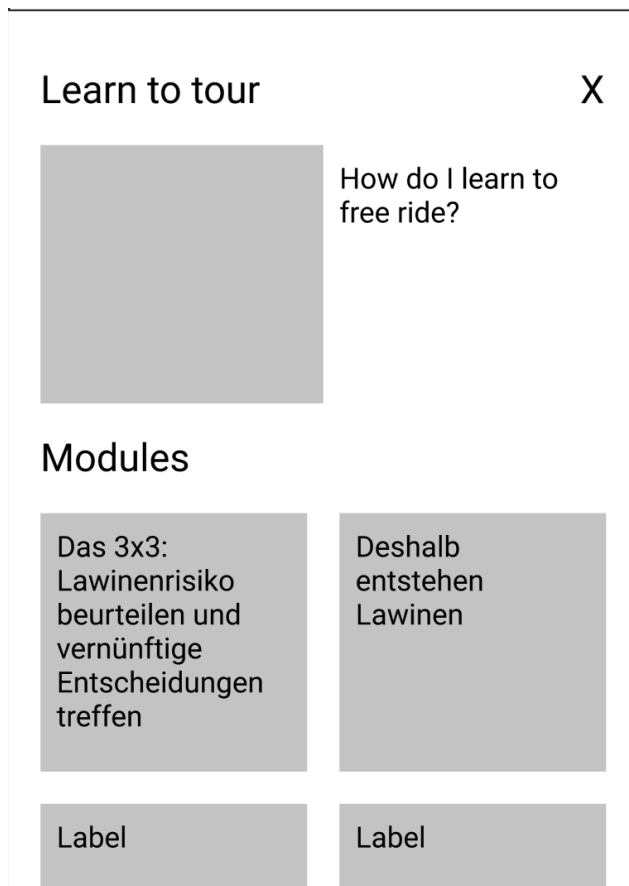 Learn to tour X
How do I learn to
free ride?
Modules
Das 3x3:
Lawinenrisiko
beurteilen und
vernünftige
Entscheidungen
treffen
Deshalb
entstehen
Lawinen
Label
Label